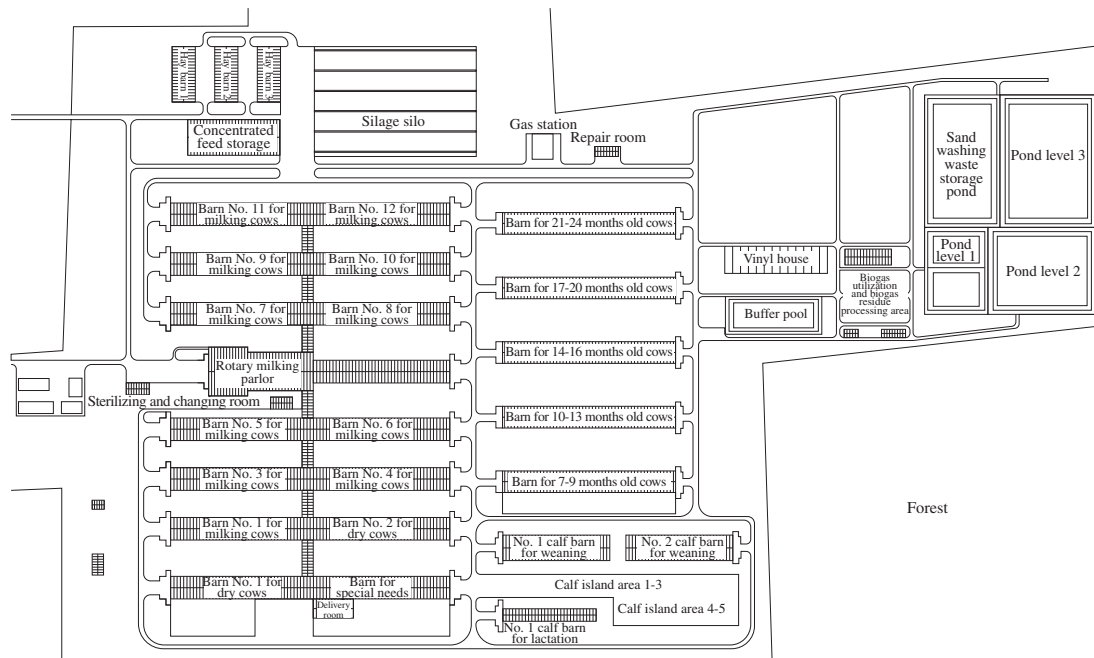 Hay barn 1
Hay barn 2
Hay barn 3
Concentrated
feed storage
Silage silo
Gas station
Repair room
Sand
washing
waste
storage
pond
Pond level 3
Barn No. 11 for
milking cows
Barn No. 12 for
milking cows
Barn for 21-24 months old cows
Barn No. 9 for
milking cows
Barn No. 10 for
milking cows
Vinyl house
Pond
level 1
Pond level 2
Barn for 17-20 months old cows
Biogas
utilization
and biogas
residue
processing area
Barn No. 7 for
milking cows
Barn No. 8 for
milking cows
Buffer pool
Barn for 14-16 months old cows
Rotary milking
parlor
Sterilizing and changing room
Barn for 10-13 months old cows
Barn No. 5 for
milking cows
Barn No. 6 for
milking cows
Barn No. 3 for
milking cows
Barn No. 4 for
milking cows
Barn for 7-9 months old cows
Forest
Barn No. 1 for
milking cows
Barn No. 2 for
dry cows
No. 1 calf barn
for weaning
No. 2 calf barn
for weaning
Barn No. 1 for
dry cows
Barn for
special needs
Calf island area 1-3
Delivery
room
Calf island area 4-5
No. 1 calf barn
for lactation